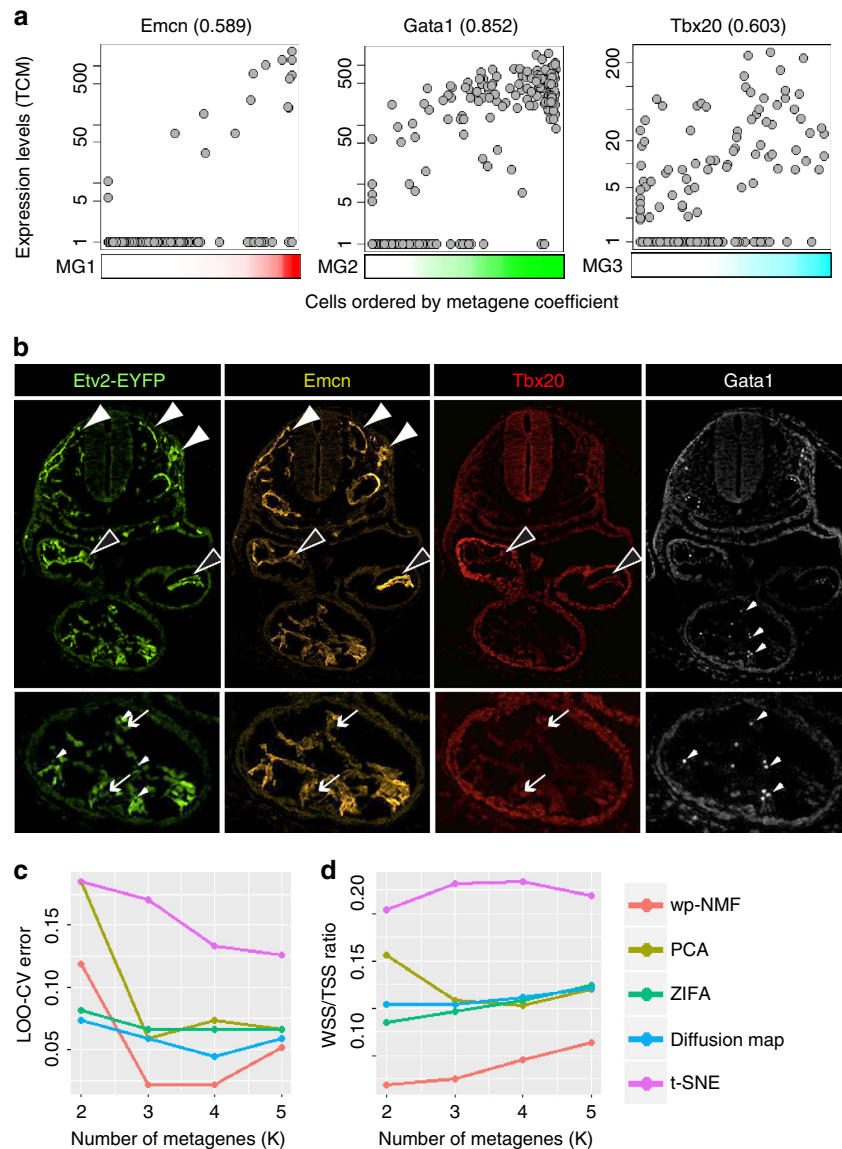 a
Emcn (0.589)
Gata1 (0.852)
Tbx20 (0.603)
Expression levels (TCM)
500
50
5
1
500
50
5
1
200
20
5
1
MG1
MG2
MG3
Cells ordered by metagene coefficient
b
Etv2-EYFP
Emcn
Tbx20
Gata1
c
LOO-CV error
0.15
0.10
0.05
2 3 4 5
Number of metagenes (K)
d
WSS/TSS ratio
0.20
0.15
0.10
2 3 4 5
Number of metagenes (K)
wp-NMF
PCA
ZIFA
Diffusion map
t-SNE